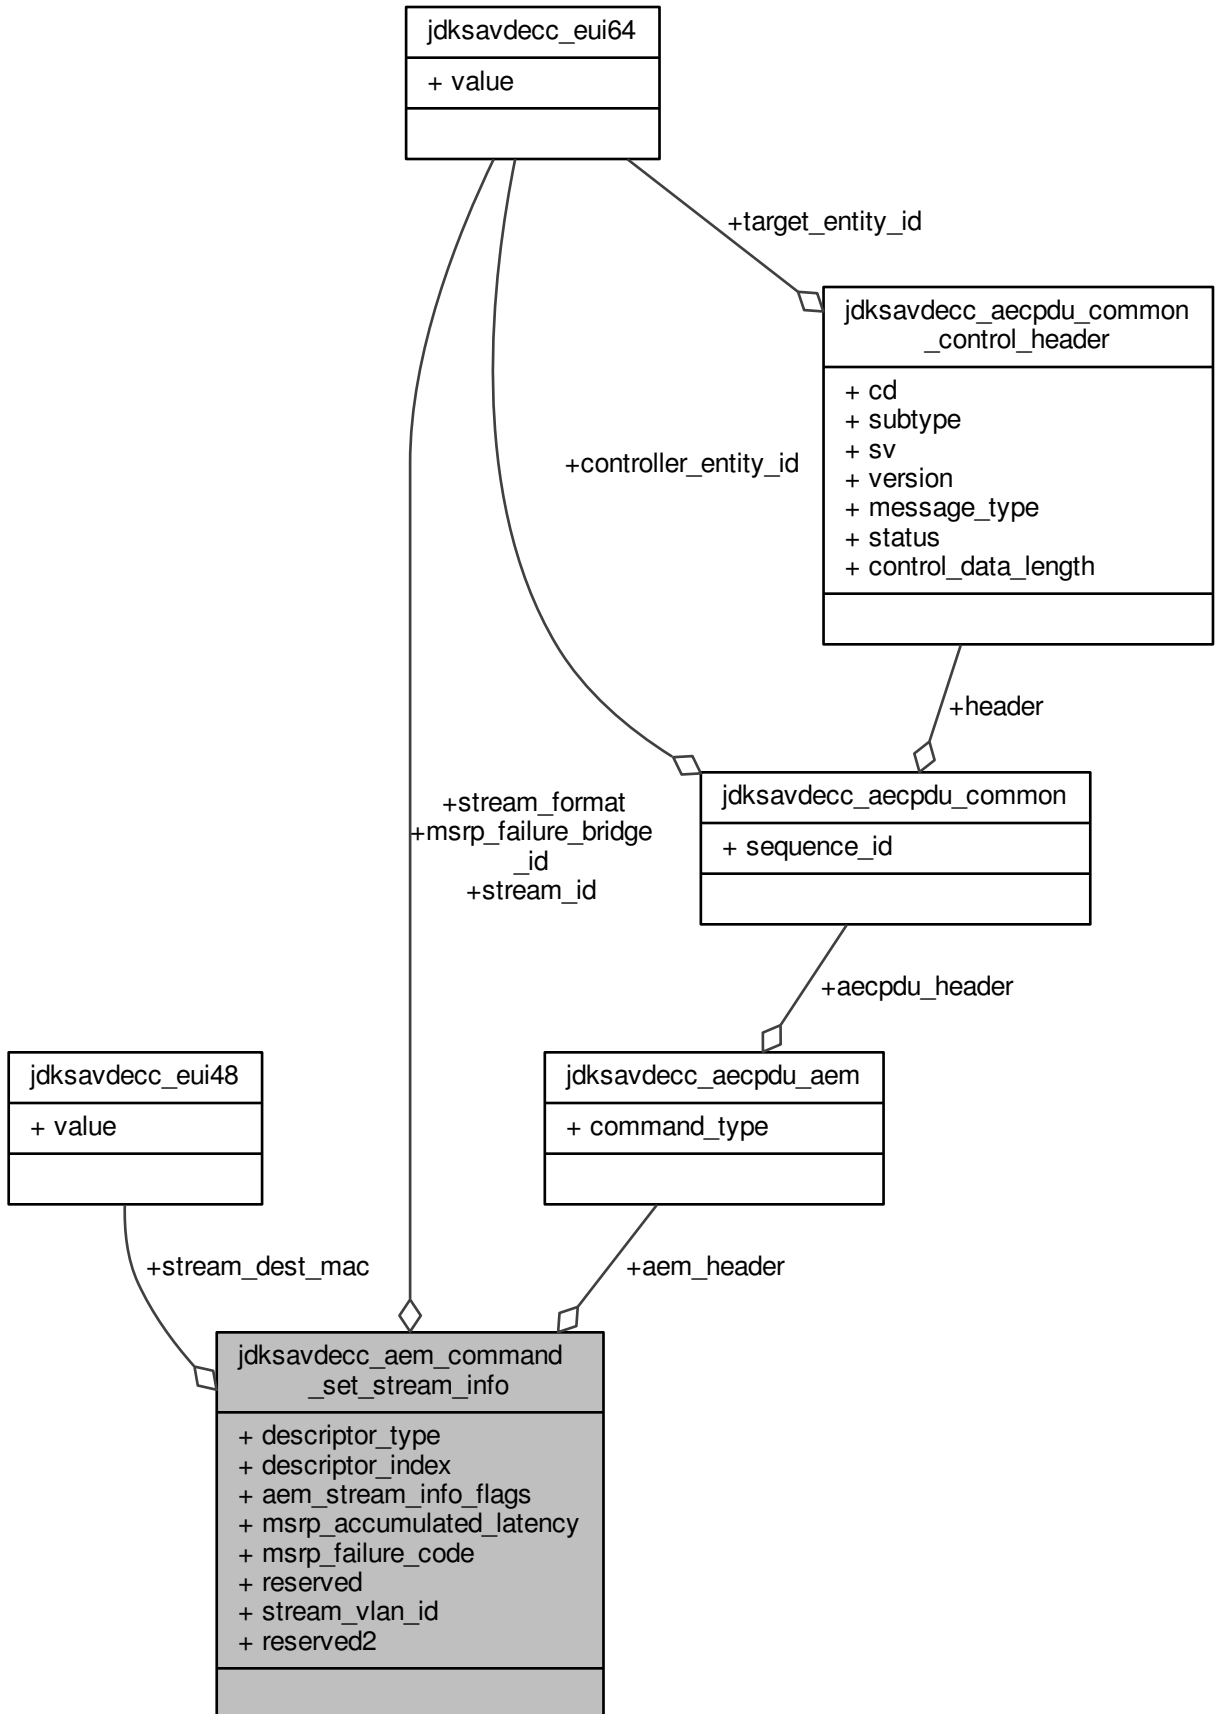 jdksavdecc_eui64
+ value
+target_entity_id
jdksavdecc_aecpdu_common
_control_header
+ cd
+ subtype
+ sv
+ version
+ message_type
+ status
+ control_data_length
+controller_entity_id
+header
+stream_format
+msrp_failure_bridge
_id
+stream_id
jdksavdecc_aecpdu_common
+ sequence_id
+aecpdu_header
jdksavdecc_eui48
+ value
jdksavdecc_aecpdu_aem
+ command_type
+stream_dest_mac
+aem_header
jdksavdecc_aem_command
_set_stream_info
+ descriptor_type
+ descriptor_index
+ aem_stream_info_flags
+ msrp_accumulated_latency
+ msrp_failure_code
+ reserved
+ stream_vlan_id
+ reserved2